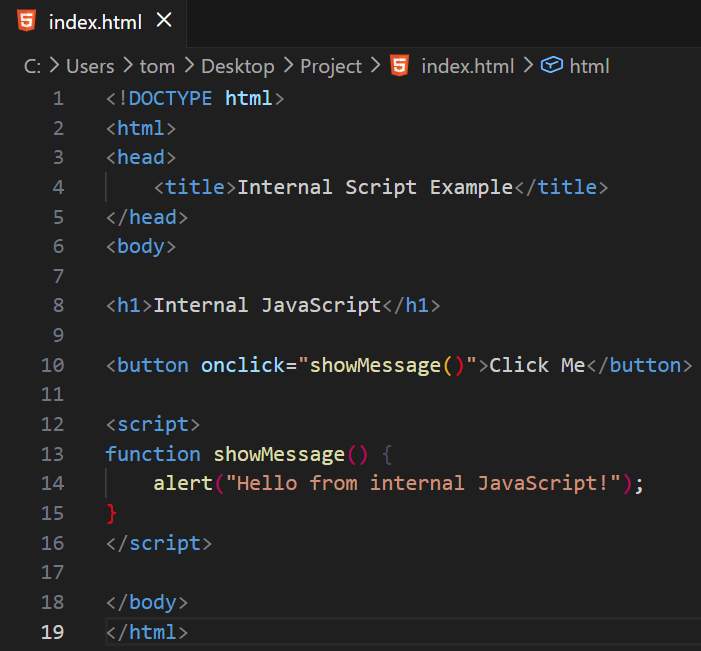 index.html ×
C: > Users > tom > Desktop > Project > index.html > html
1 <!DOCTYPE html>
2 <html>
3 <head>
4     <title>Internal Script Example</title>
5 </head>
6 <body>
7
8 <h1>Internal JavaScript</h1>
9
10 <button onclick="showMessage()">Click Me</button>
11
12 <script>
13 function showMessage() {
14     alert("Hello from internal JavaScript!");
15 }
16 </script>
17
18 </body>
19 </html>